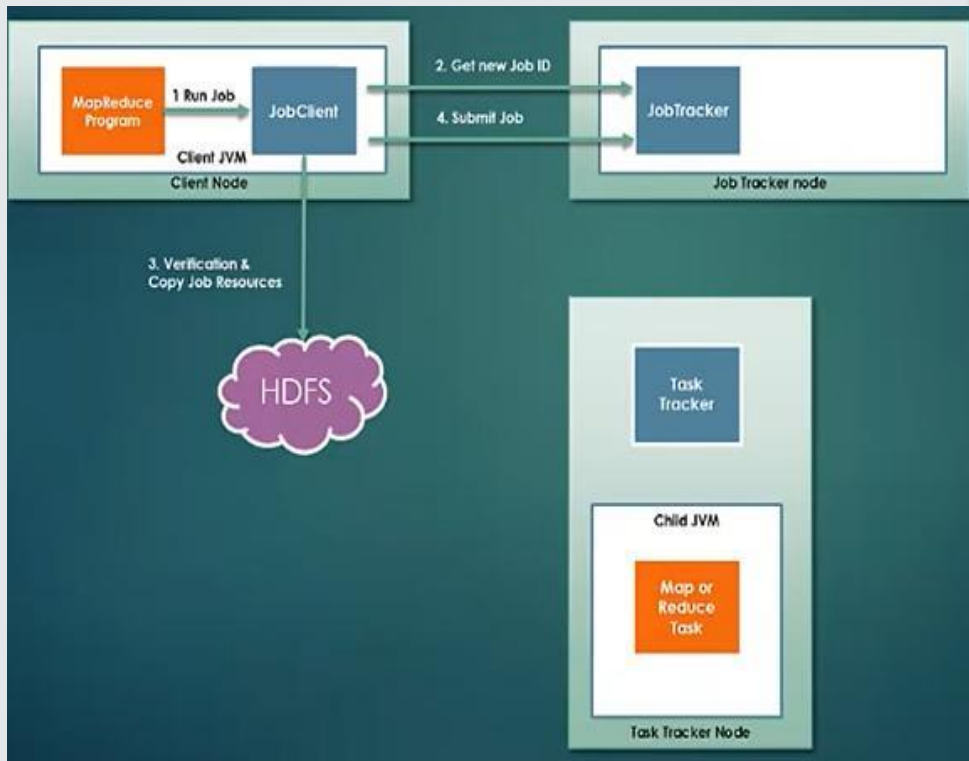 MapReduce
Program
1 Run Job
JobClient
Client JVM
Client Node
2. Get new Job ID
4. Submit Job
JobTracker
Job Tracker node
3. Verification &
Copy Job Resources
HDFS
Task
Tracker
Child JVM
Map or
Reduce
Task
Task Tracker Node